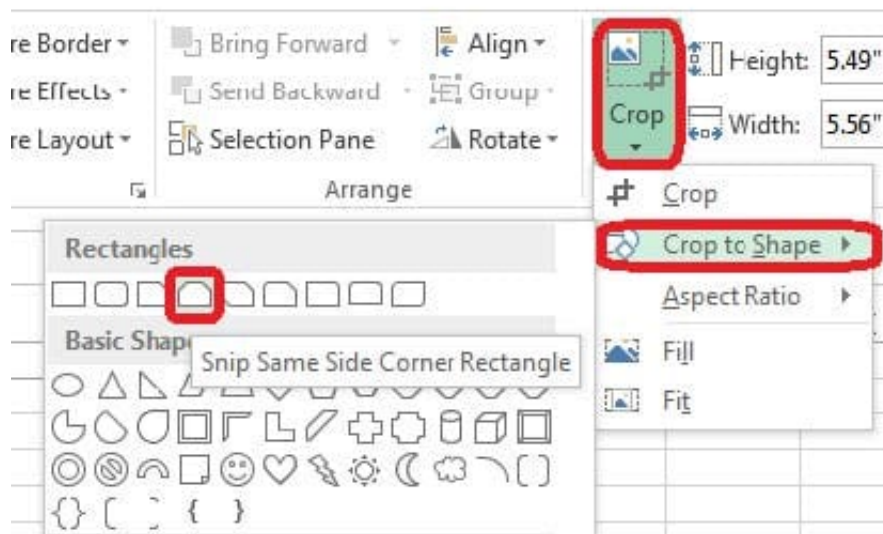 re Border
Bring Forward
Align
Height: 5.49"
re Effects
Send Backward
Group
Crop
Width: 5.56"
re Layout
Selection Pane
Rotate
Arrange
Crop
Rectangles
Crop to Shape
Aspect Ratio
Basic Shap
Snip Same Side Corner Rectangle
Fill
Fit